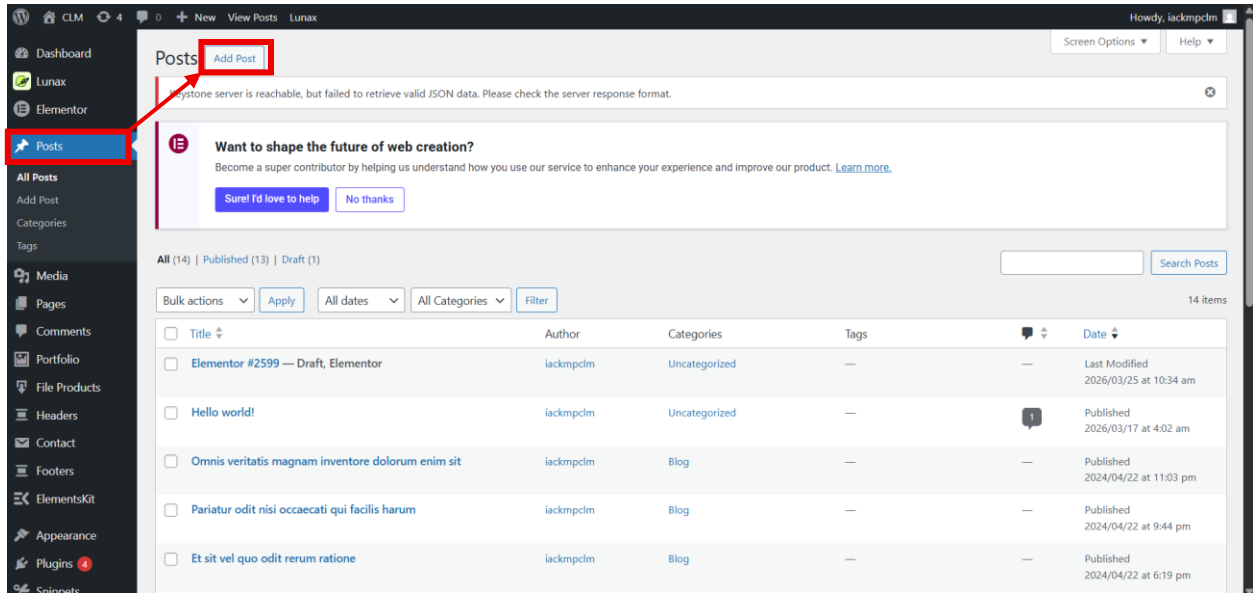 CLM 4 0 New View Posts Lunax Howdy, iackmpclm
Dashboard
Lunax
Elementor
Posts
All Posts
Add Post
Categories
Tags
Media
Pages
Comments
Portfolio
File Products
Headers
Contact
Footers
ElementsKit
Appearance
Plugins 4
Snippets
Screen Options Help
Posts Add Post
Keystone server is reachable, but failed to retrieve valid JSON data. Please check the server response format.
Want to shape the future of web creation?
Become a super contributor by helping us understand how you use our service to enhance your experience and improve our product. Learn more.
Sure! I'd love to help No thanks
All (14) | Published (13) | Draft (1)
Search Posts
Bulk actions Apply All dates All Categories Filter 14 items
Title Author Categories Tags Date
Elementor #2599 — Draft, Elementor iackmpclm Uncategorized — — Last Modified
2026/03/25 at 10:34 am
Hello world! iackmpclm Uncategorized — 1 Published
2026/03/17 at 4:02 am
Omnis veritatis magnam inventore dolorum enim sit iackmpclm Blog — — Published
2024/04/22 at 11:03 pm
Pariatur odit nisi occaecati qui facilis harum iackmpclm Blog — — Published
2024/04/22 at 9:44 pm
Et sit vel quo odit rerum ratione iackmpclm Blog — — Published
2024/04/22 at 6:19 pm